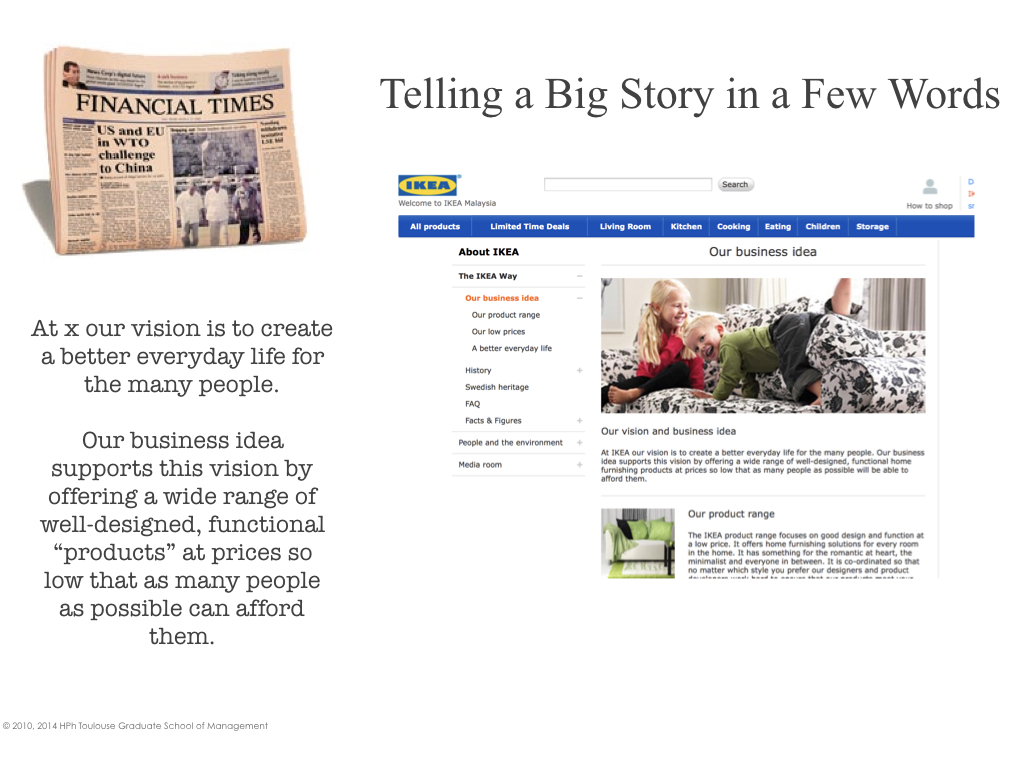 Telling a Big Story in a Few Words
News Corp's digital future
A rich business
Taking wing
FINANCIAL TIMES
US and EU
in WTO
challenge
to China
At x our vision is to create
a better everyday life for
the many people.
Our business idea
supports this vision by
offering a wide range of
well-designed, functional
“products” at prices so
low that as many people
as possible can afford
them.
IKEA®
Search
Welcome to IKEA Malaysia
How to shop
All products Limited Time Deals Living Room Kitchen Cooking Eating Children Storage
About IKEA
The IKEA Way
Our business idea
Our product range
Our low prices
A better everyday life
History
Swedish heritage
FAQ
Facts & Figures
People and the environment
Media room
Our business idea
Our vision and business idea
At IKEA our vision is to create a better everyday life for the many people. Our business
idea supports this vision by offering a wide range of well-designed, functional home
furnishing products at prices so low that as many people as possible will be able to
afford them.
Our product range
The IKEA product range focuses on good design and function at
a low price. It offers home furnishing solutions for every room
in the home. It has something for the romantic at heart, the
minimalist and everyone in between. It is co-ordinated so that
no matter which style you prefer our designers and product
© 2010, 2014 HPh Toulouse Graduate School of Management